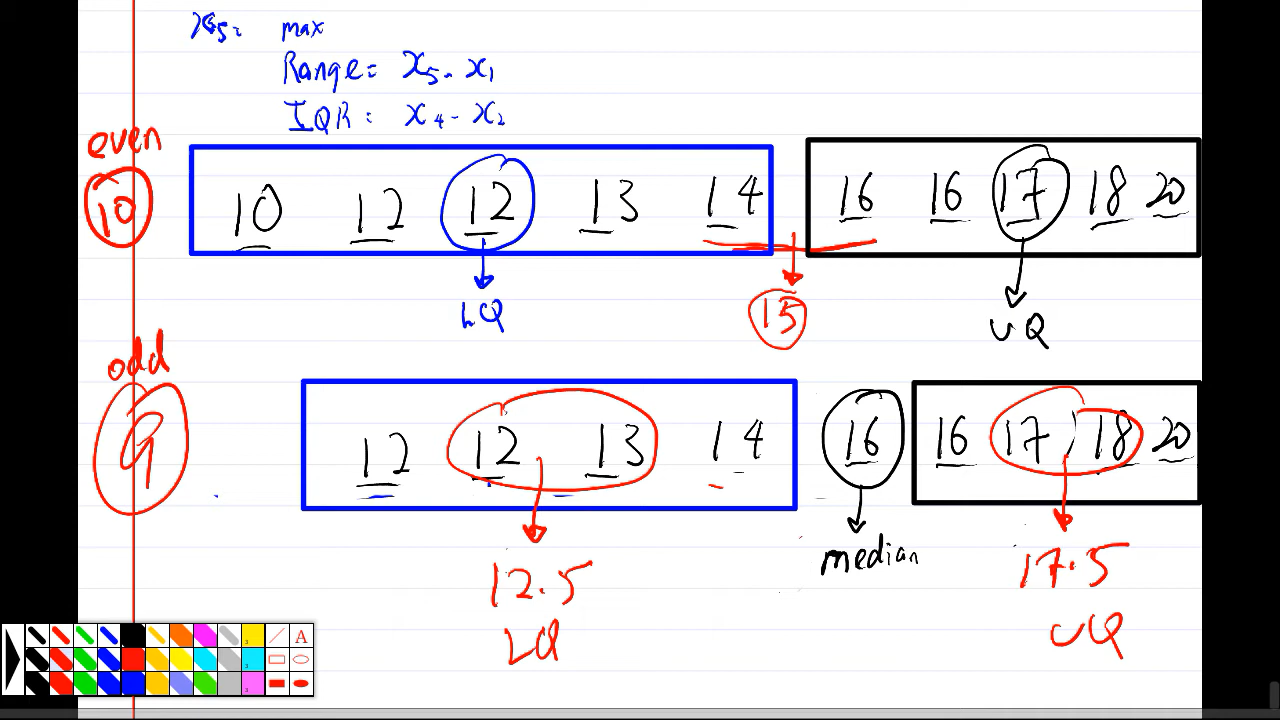 x₅= max
Range= x₅-x₁
IQR= x₄-x₂
even
10
10 12 12 13 14 16 16 17 18 20
LQ 15 UQ
odd
9
12 12 13 14 16 16 17 18 20
median
12.5 17.5
LQ UQ
A